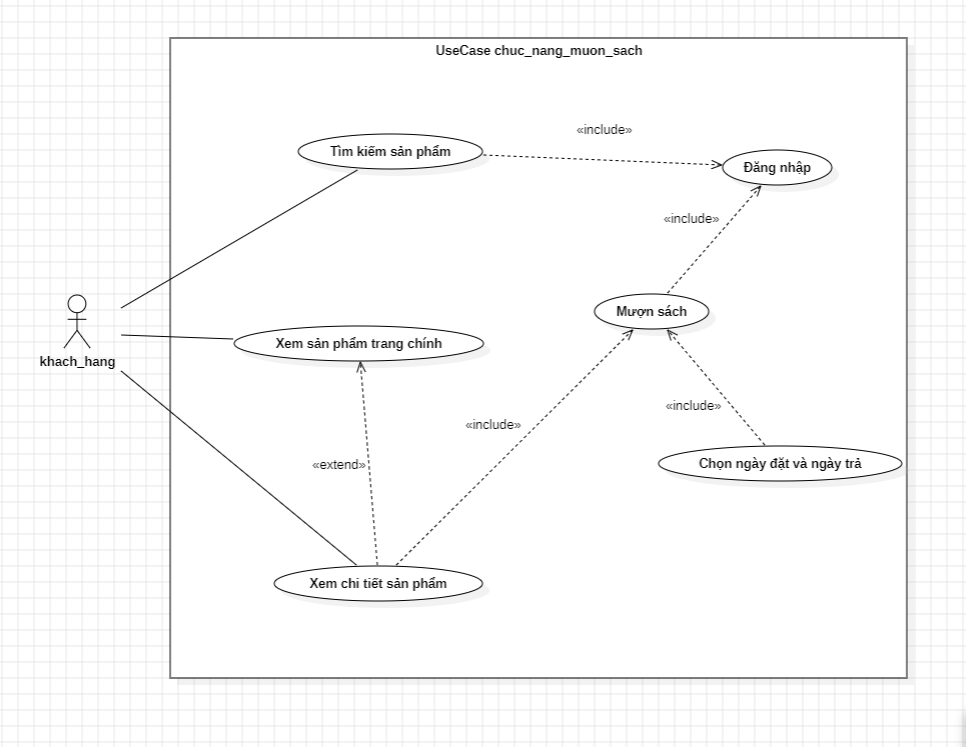 UseCase chuc_nang_muon_sach
«include»
Tìm kiếm sản phẩm
Đăng nhập
«include»
Mượn sách
Xem sản phẩm trang chính
khach_hang
«include»
«include»
«extend»
Chọn ngày đặt và ngày trả
Xem chi tiết sản phẩm